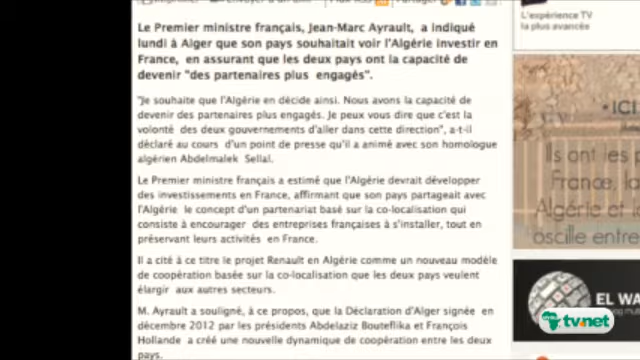 Le Premier ministre français, Jean-Marc Ayrault, a indiqué
lundi à Alger que son pays souhaitait voir l'Algérie investir en
France, en assurant que les deux pays ont la capacité de
devenir "des partenaires plus engagés".
"Je souhaite que l'Algérie en décide ainsi. Nous avons la capacité de
devenir des partenaires plus engagés. Je peux vous dire que c'est la
volonté des deux gouvernements d'aller dans cette direction", a-t-il
déclaré au cours d'un point de presse qu'il a animé avec son homologue
algérien Abdelmalek Sellal.
Le Premier ministre français a estimé que l'Algérie devrait développer
des investissements en France, affirmant que son pays partageait avec
l'Algérie le concept d'un partenariat basé sur la co-localisation qui
consiste à encourager des entreprises françaises à s'installer, tout en
préservant leurs activités en France.
Il a cité à ce titre le projet Renault en Algérie comme un nouveau modèle
de coopération basée sur la co-localisation que les deux pays veulent
élargir aux autres secteurs.
M. Ayrault a souligné, à ce propos, que la Déclaration d'Alger signée en
décembre 2012 par les présidents Abdelaziz Bouteflika et François
Hollande a créé une nouvelle dynamique de coopération entre les deux
pays.
L'expérience TV
la plus avancée
ICI
Ils ont les
France, la
Algérie et
oscille entre
EL WA
tv.net